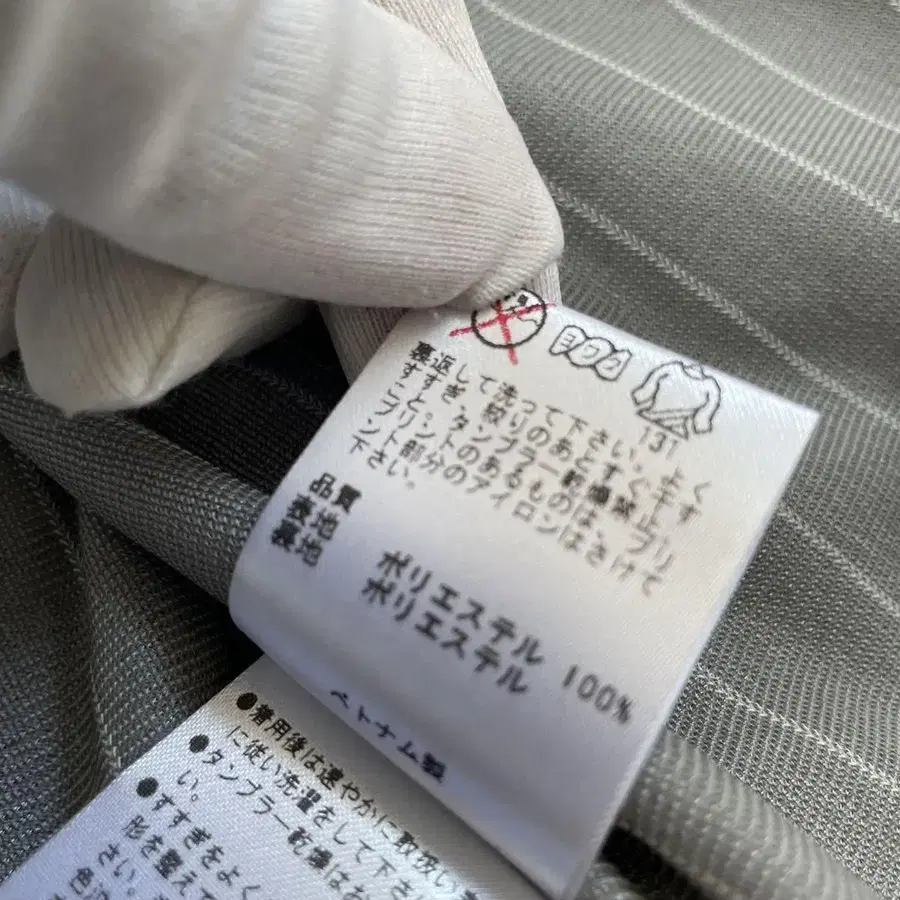 131
裏返して洗って下さい。よく
すすぎ、絞りのあとすぐ干す
こと。タンブラー乾燥禁止。
プリントのあるものは、プリ
ント部分のアイロンはさけて
下さい。
品質
表地 ポリエステル 100%
裏地 ポリエステル
ベトナム製
●着用後は速やかに取扱い
に従い洗濯をして下さい
●タンブラー乾燥はお
い。
●すすぎをよく
形を整えて
さい。